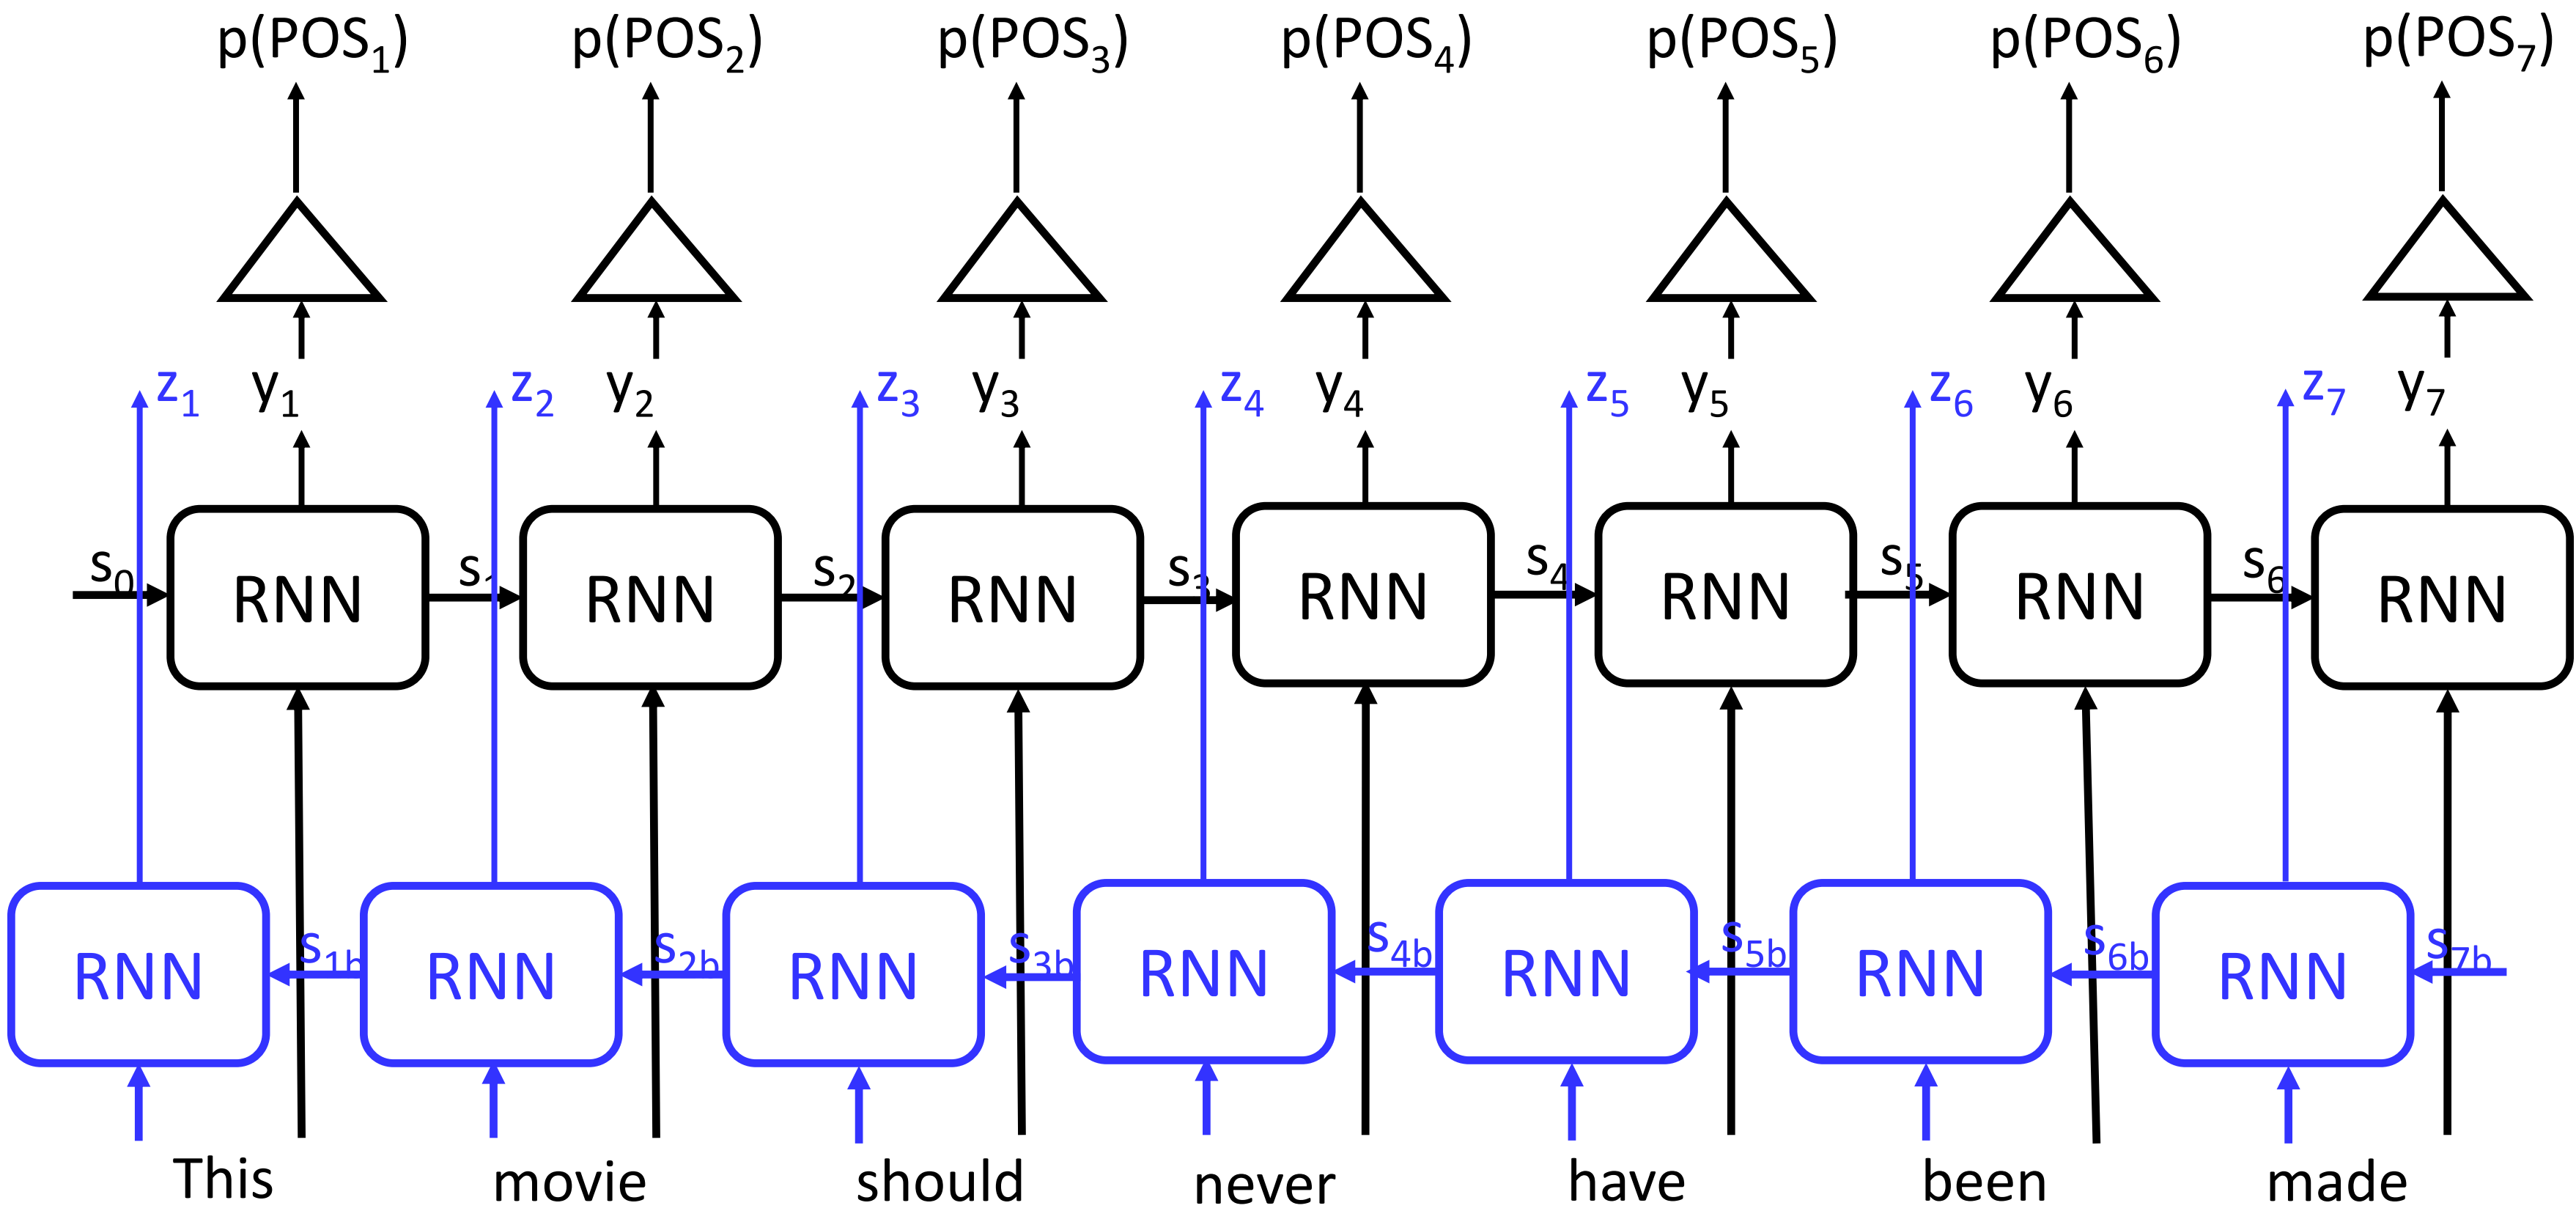 p(POS₁) p(POS₂) p(POS₃) p(POS₄) p(POS₅) p(POS₆) p(POS₇)
z₁ y₁ z₂ y₂ z₃ y₃ z₄ y₄ z₅ y₅ z₆ y₆ z₇ y₇
s₀ s₁ s₂ s₃ s₄ s₅ s₆
RNN RNN RNN RNN RNN RNN RNN
s1b s2b s3b s4b s5b s6b s7b
RNN RNN RNN RNN RNN RNN RNN
This movie should never have been made